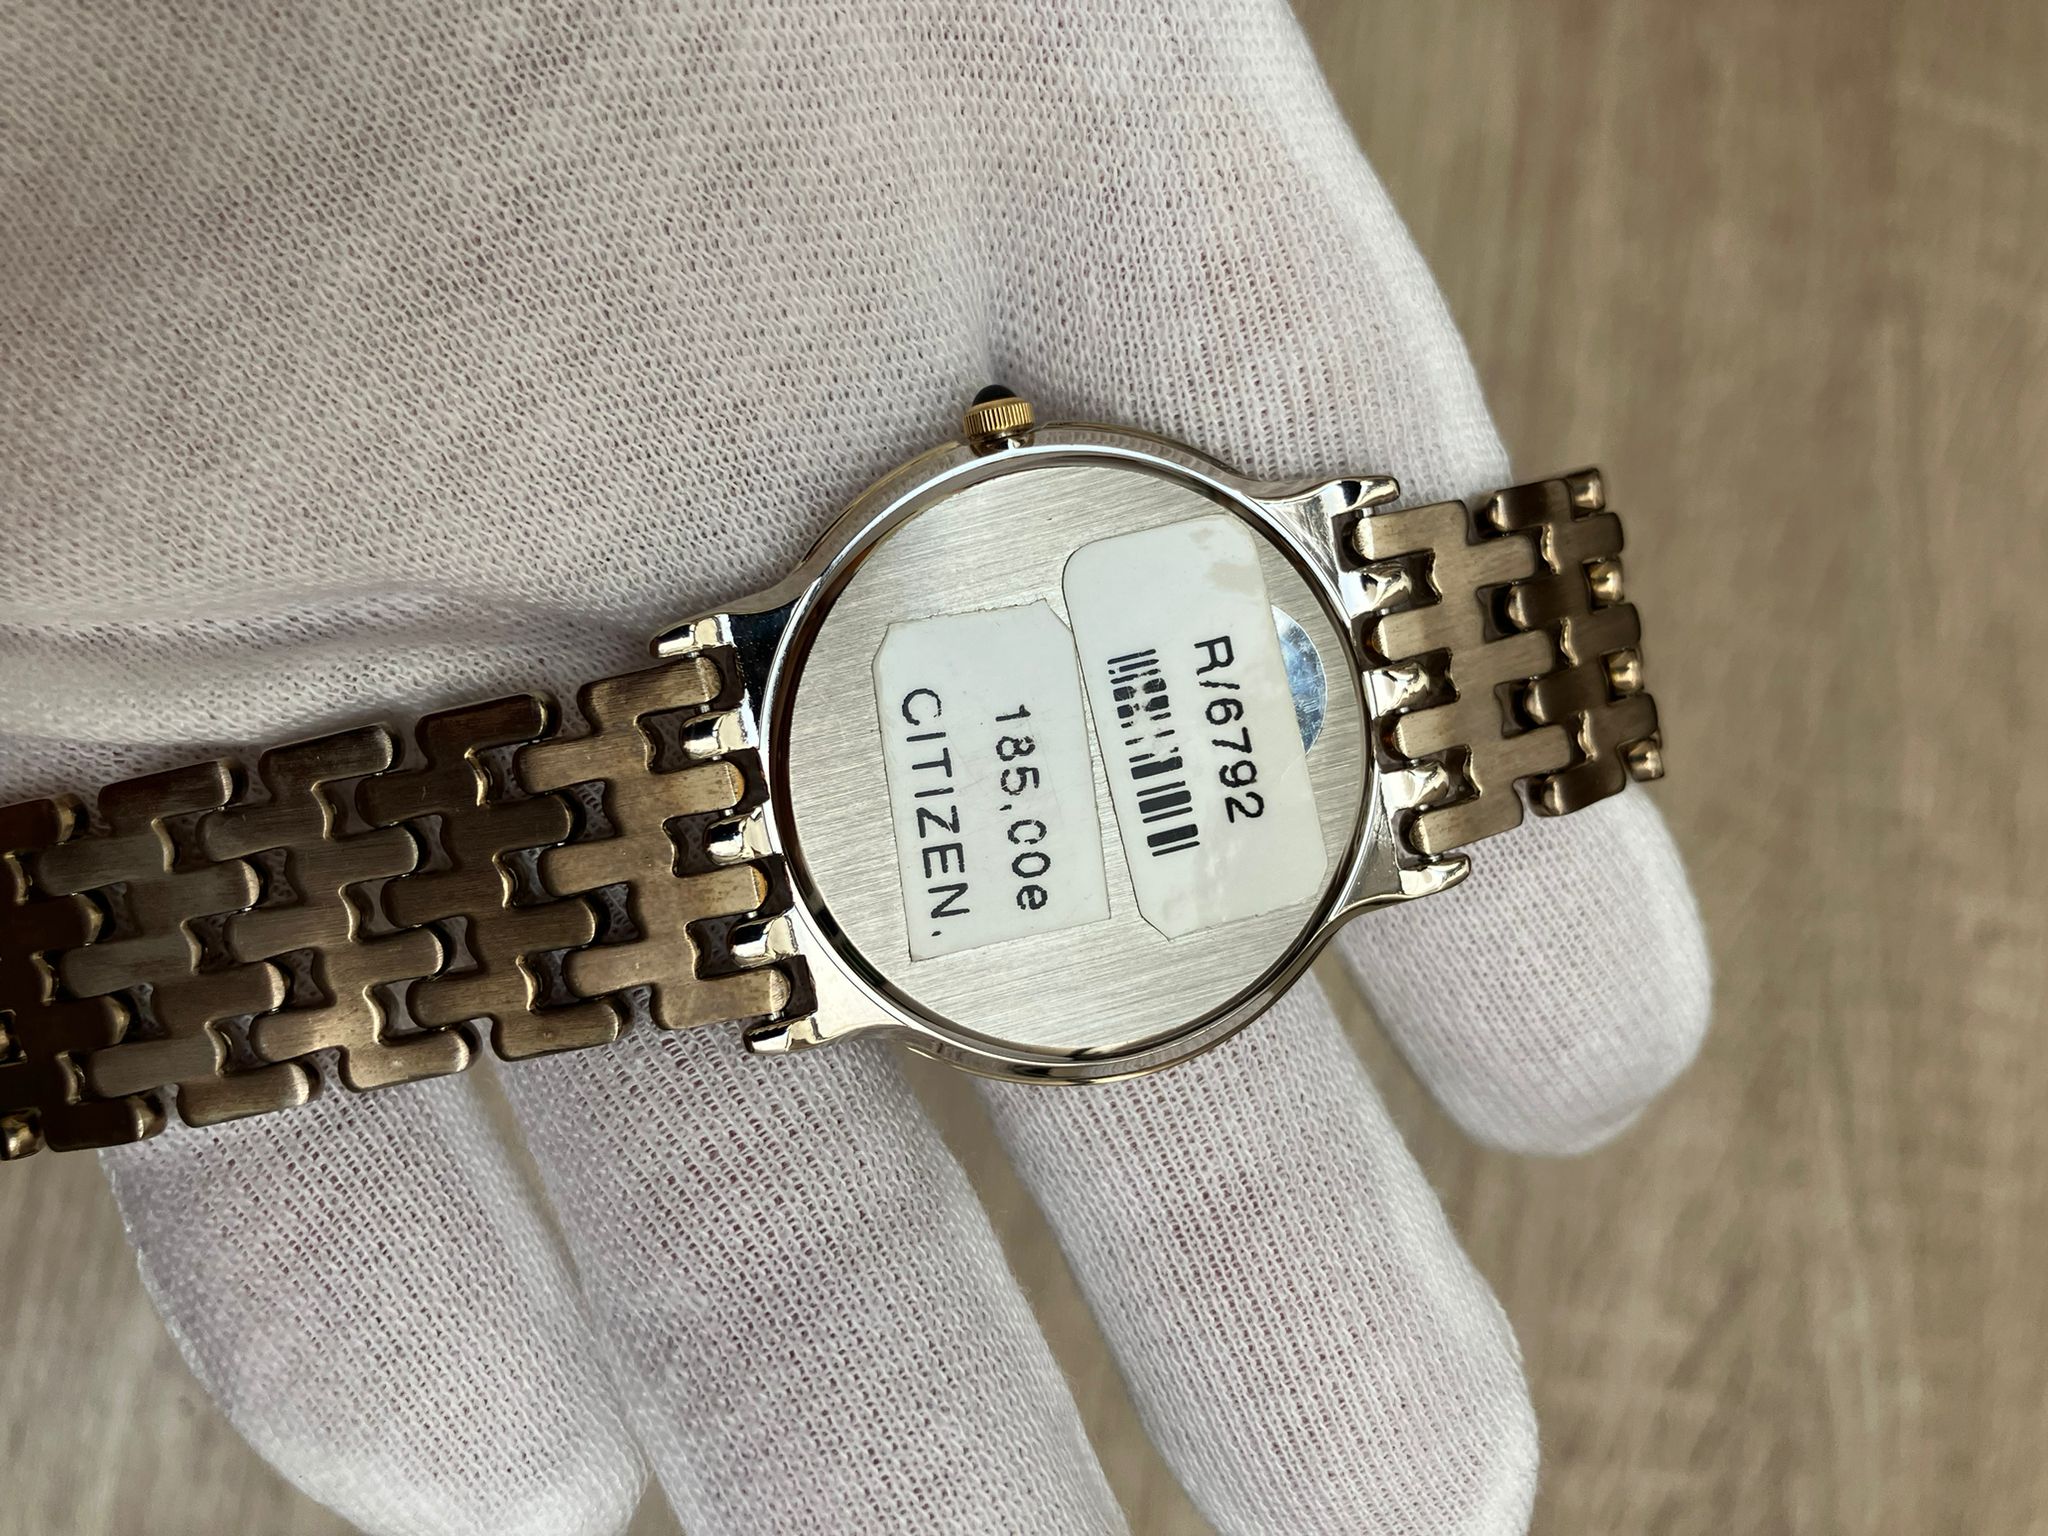 R/6792
185,00e
CITIZEN.